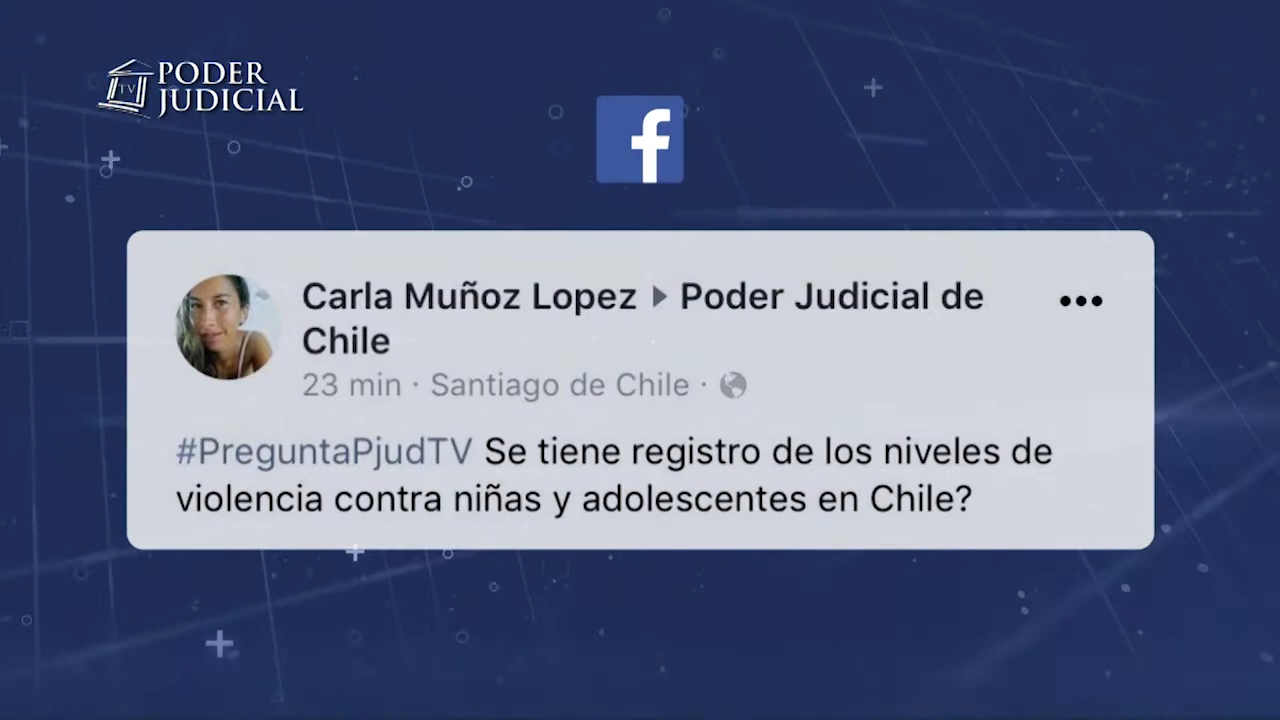 PODER
TV
JUDICIAL
f
Carla Muñoz Lopez ▸ Poder Judicial de
Chile
23 min · Santiago de Chile ·
#PreguntaPjudTV Se tiene registro de los niveles de
violencia contra niñas y adolescentes en Chile?